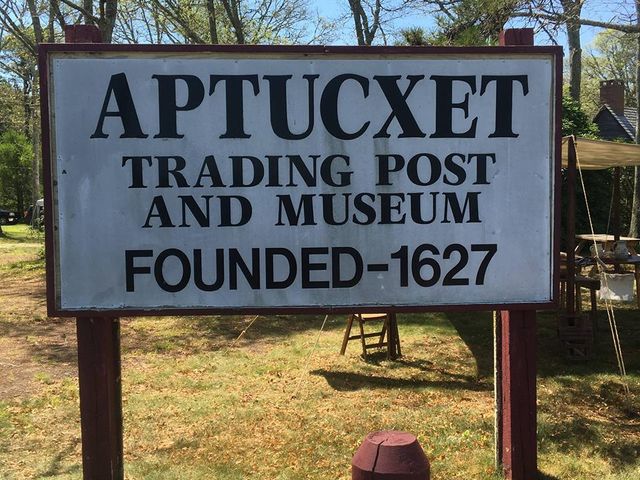 APTUCXET
TRADING POST
AND MUSEUM
FOUNDED-1627